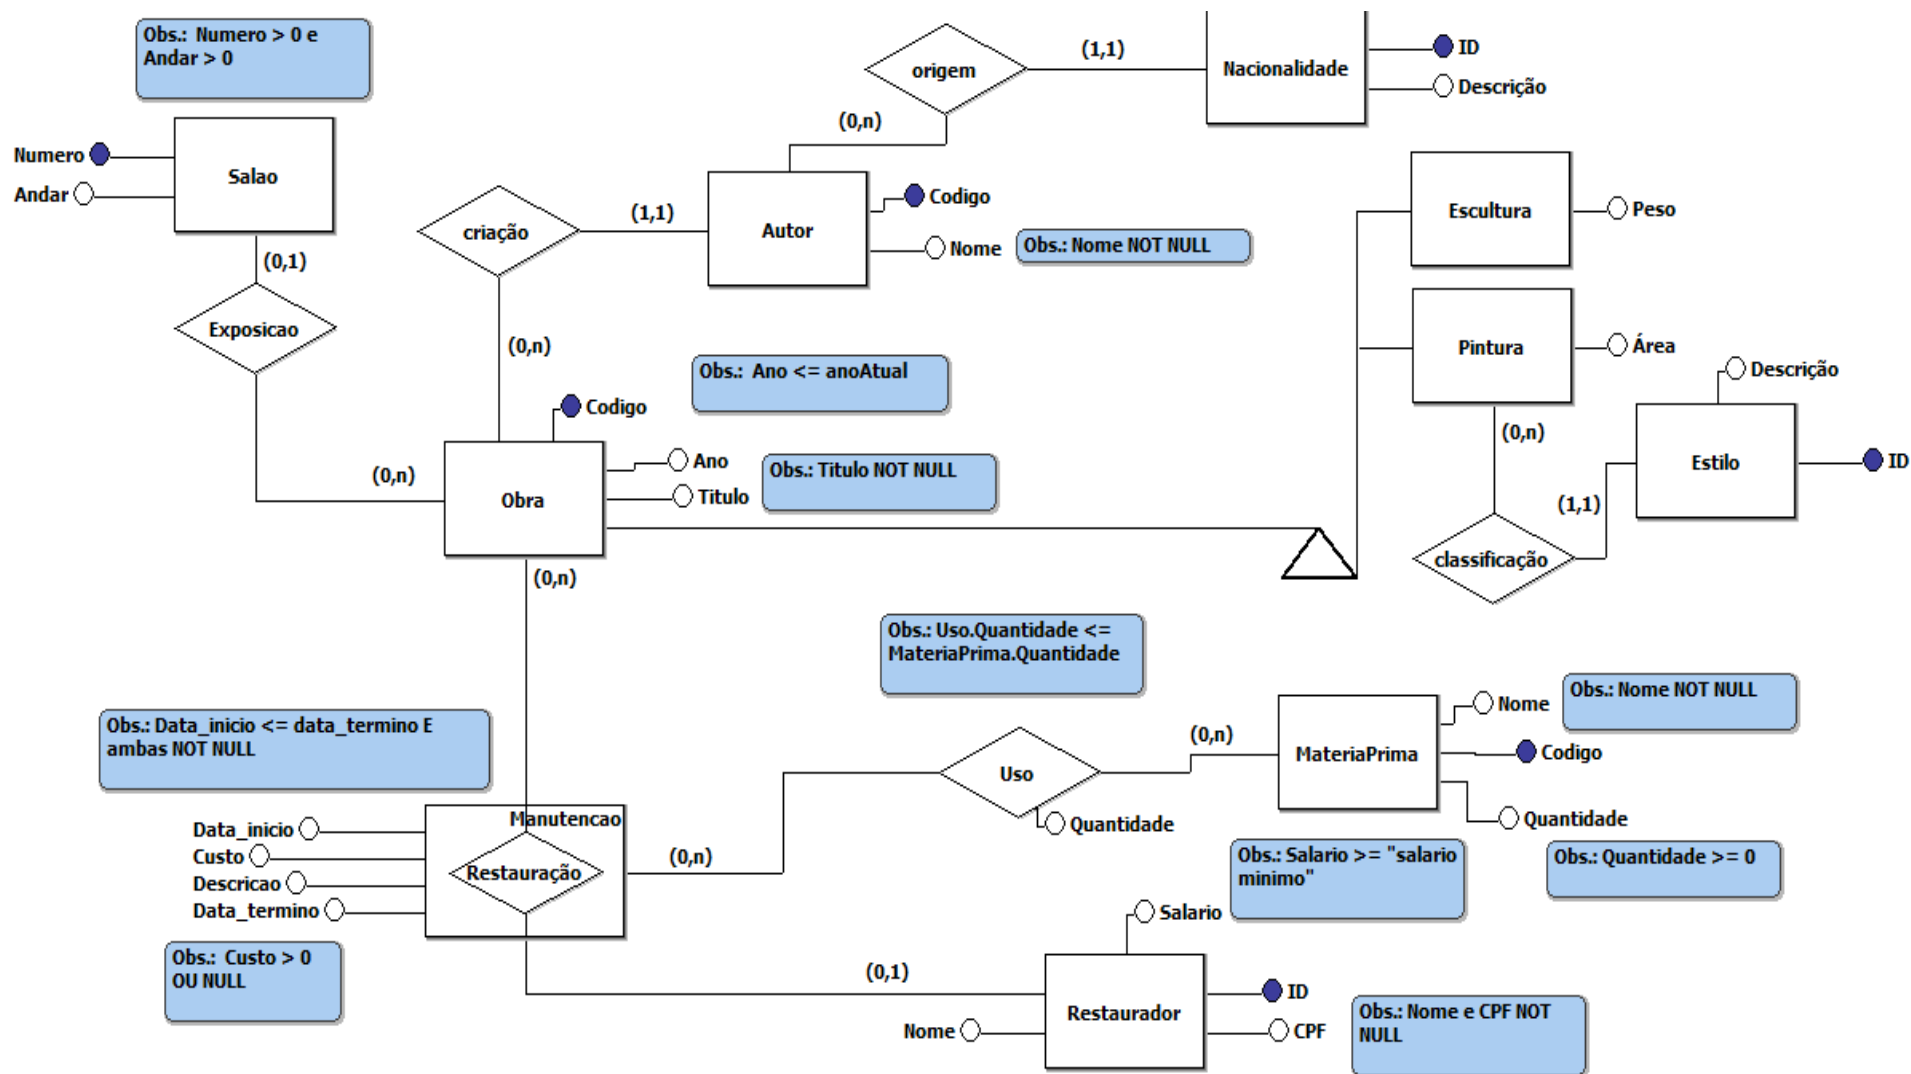 Obs.: Numero > 0 e
Andar > 0
Numero
Andar
Salao
(0,1)
Exposicao
(0,n)
origem
(1,1)
Nacionalidade
ID
Descrição
(0,n)
criação
(1,1)
Autor
Codigo
Nome
Obs.: Nome NOT NULL
(0,n)
Escultura
Peso
Pintura
Área
Descrição
(0,n)
Estilo
ID
(1,1)
classificação
Obs.: Ano <= anoAtual
Codigo
Ano
Titulo
Obs.: Titulo NOT NULL
Obra
(0,n)
Obs.: Uso.Quantidade <=
MateriaPrima.Quantidade
Obs.: Data_inicio <= data_termino E
ambas NOT NULL
Uso
Quantidade
(0,n)
MateriaPrima
Nome
Obs.: Nome NOT NULL
Codigo
Quantidade
Obs.: Quantidade >= 0
Data_inicio
Custo
Descricao
Data_termino
Manutencao
Restauração
(0,n)
Obs.: Custo > 0
OU NULL
Obs.: Salario >= "salario
minimo"
Salario
(0,1)
Restaurador
ID
Nome
CPF
Obs.: Nome e CPF NOT
NULL